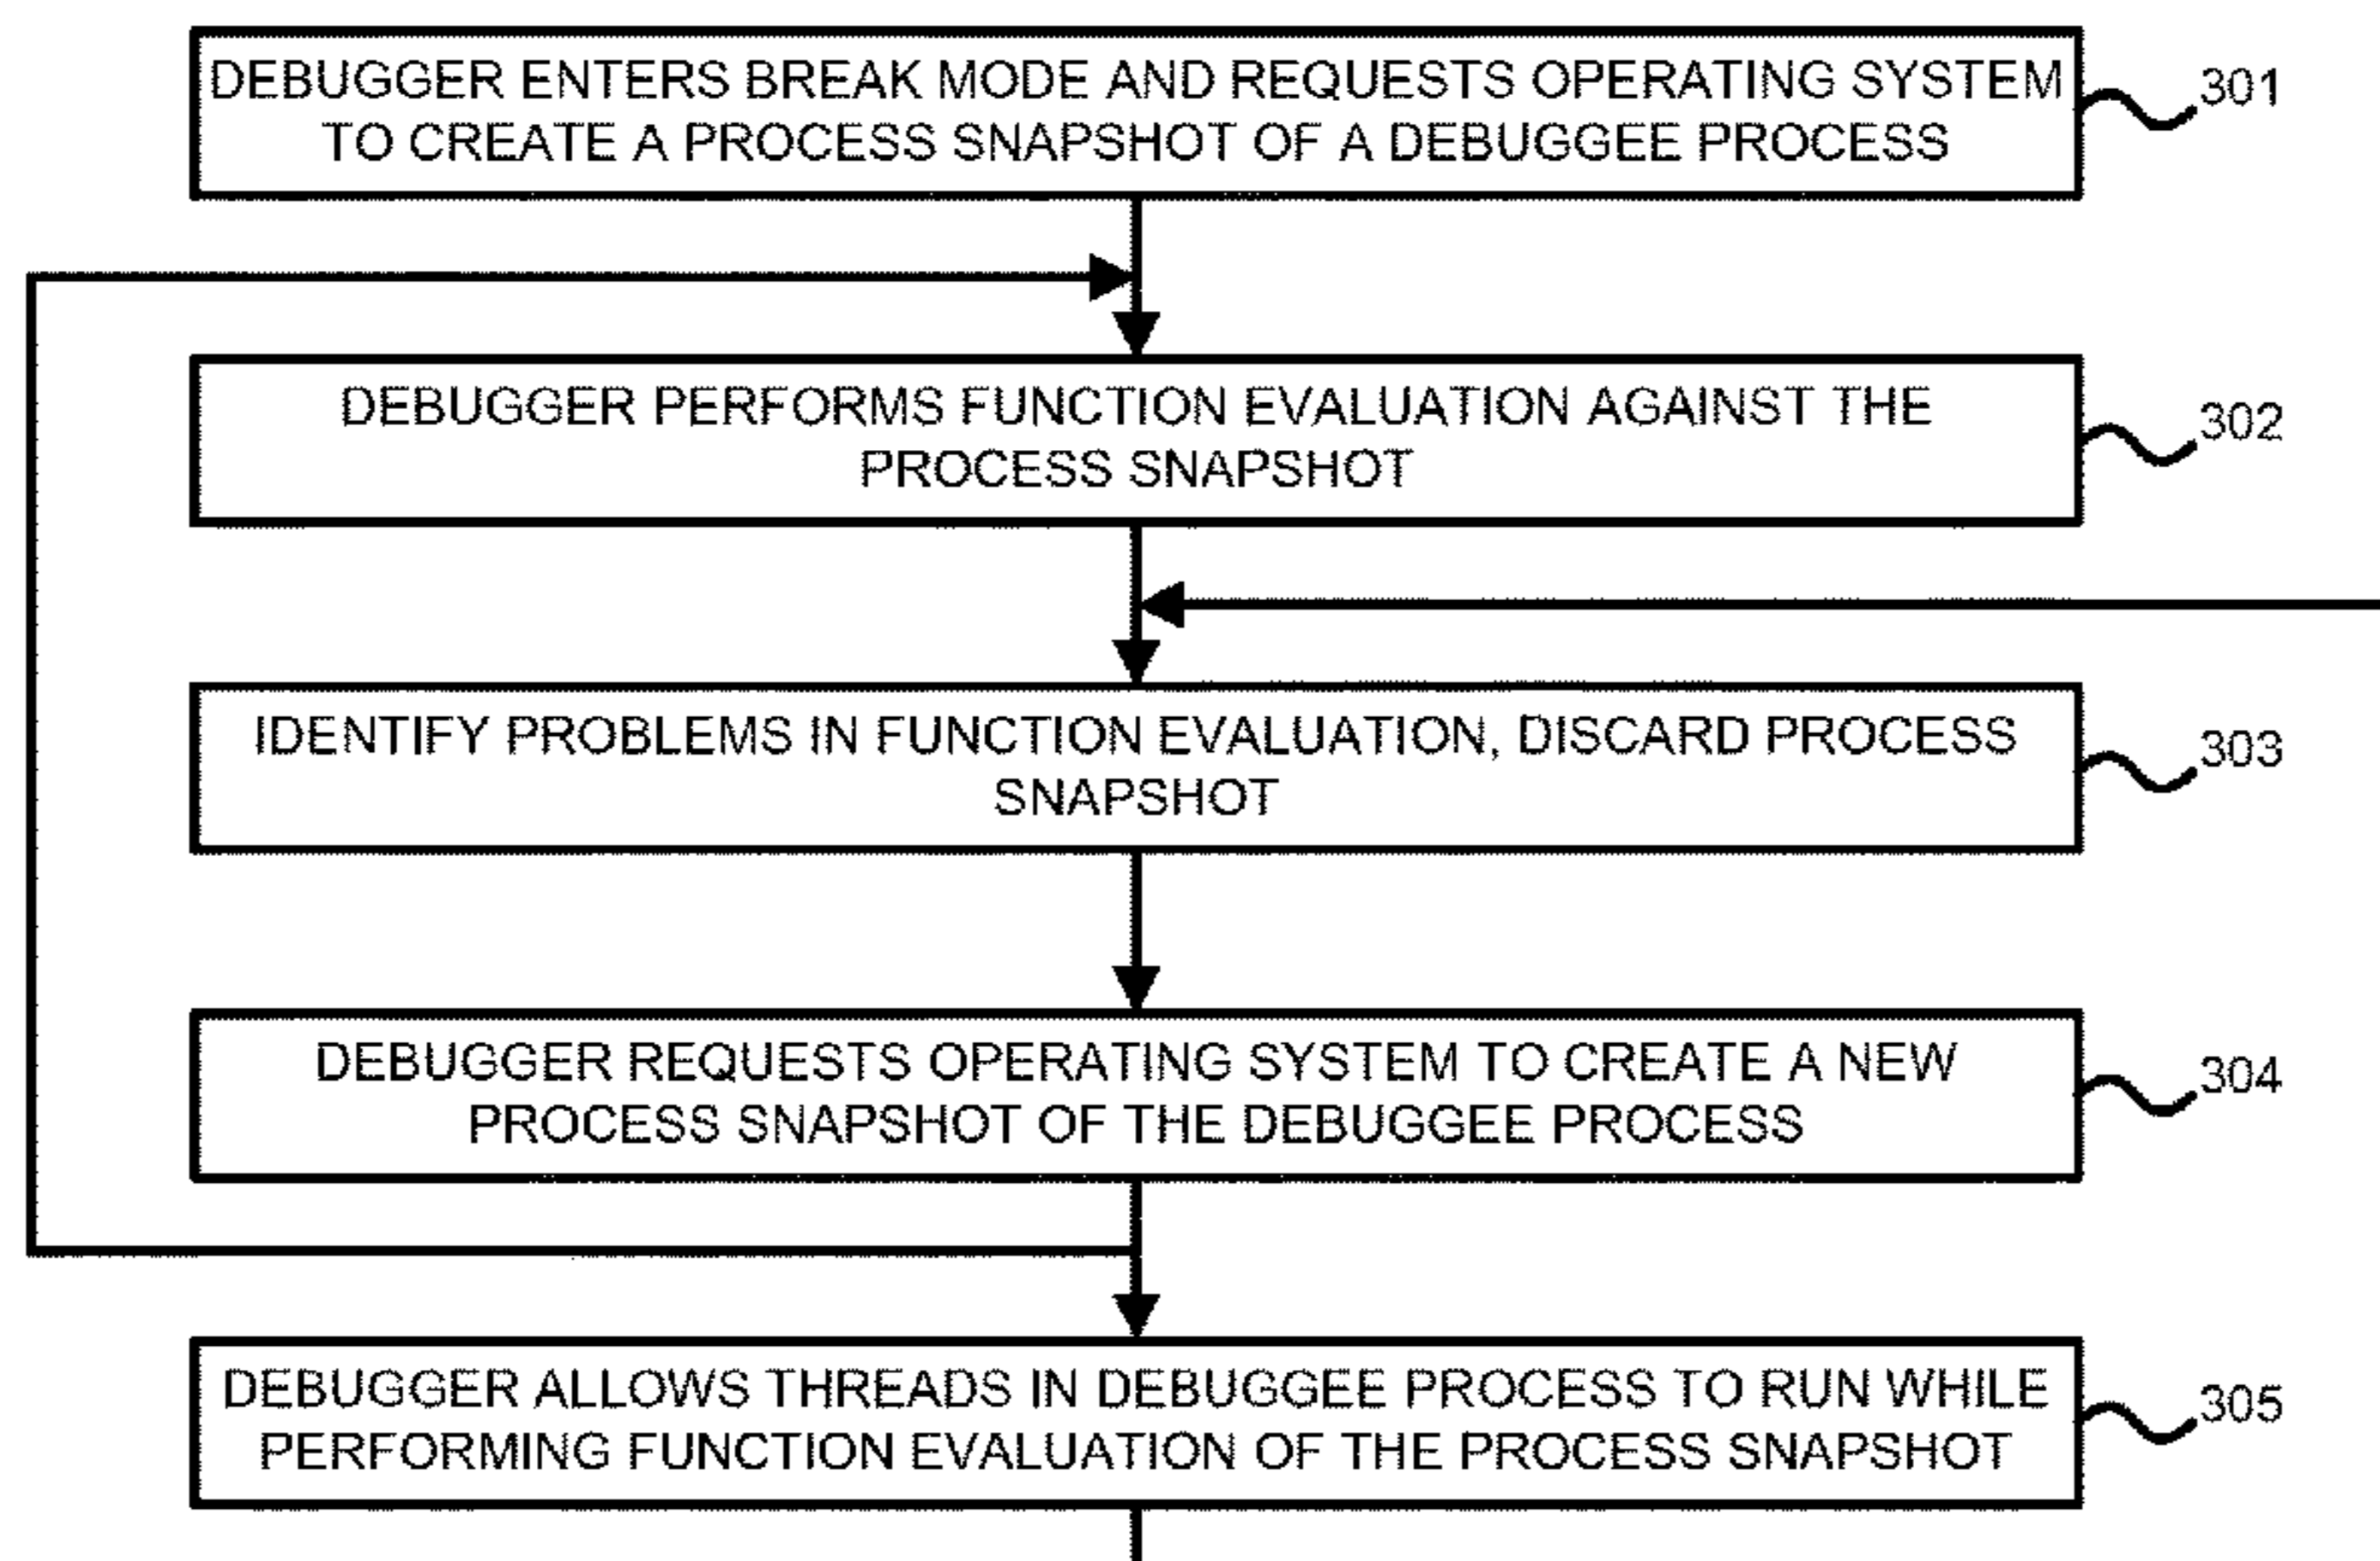 DEBUGGER ENTERS BREAK MODE AND REQUESTS OPERATING SYSTEM
TO CREATE A PROCESS SNAPSHOT OF A DEBUGGEE PROCESS
301
DEBUGGER PERFORMS FUNCTION EVALUATION AGAINST THE
PROCESS SNAPSHOT
302
IDENTIFY PROBLEMS IN FUNCTION EVALUATION, DISCARD PROCESS
SNAPSHOT
303
DEBUGGER REQUESTS OPERATING SYSTEM TO CREATE A NEW
PROCESS SNAPSHOT OF THE DEBUGGEE PROCESS
304
DEBUGGER ALLOWS THREADS IN DEBUGGEE PROCESS TO RUN WHILE
PERFORMING FUNCTION EVALUATION OF THE PROCESS SNAPSHOT
305